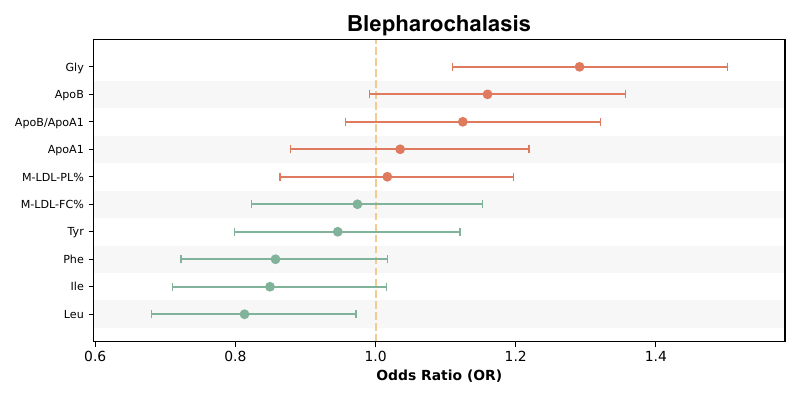 Blepharochalasis
Gly
ApoB
ApoB/ApoA1
ApoA1
M-LDL-PL%
M-LDL-FC%
Tyr
Phe
Ile
Leu
0.6 0.8 1.0 1.2 1.4
Odds Ratio (OR)